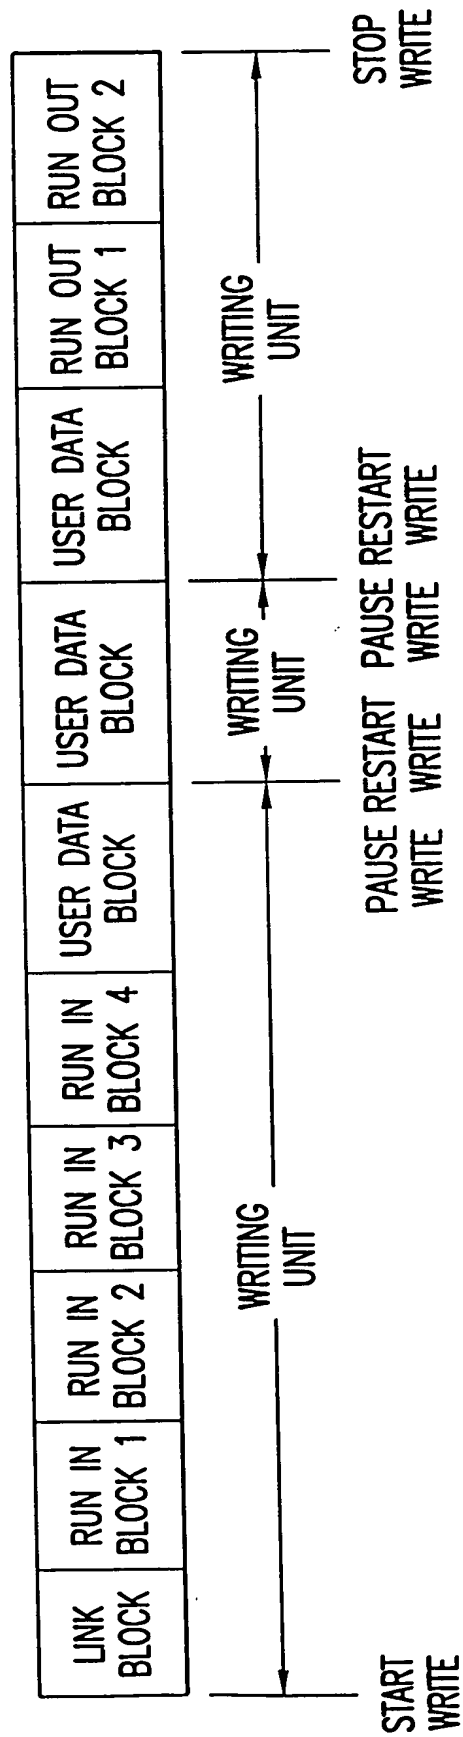 LINK
BLOCK
RUN IN
BLOCK 1
RUN IN
BLOCK 2
RUN IN
BLOCK 3
RUN IN
BLOCK 4
USER DATA
BLOCK
USER DATA
BLOCK
USER DATA
BLOCK
RUN OUT
BLOCK 1
RUN OUT
BLOCK 2
WRITING
UNIT
WRITING
UNIT
WRITING
UNIT
START
WRITE
PAUSE RESTART
WRITE WRITE
PAUSE RESTART
WRITE WRITE
STOP
WRITE